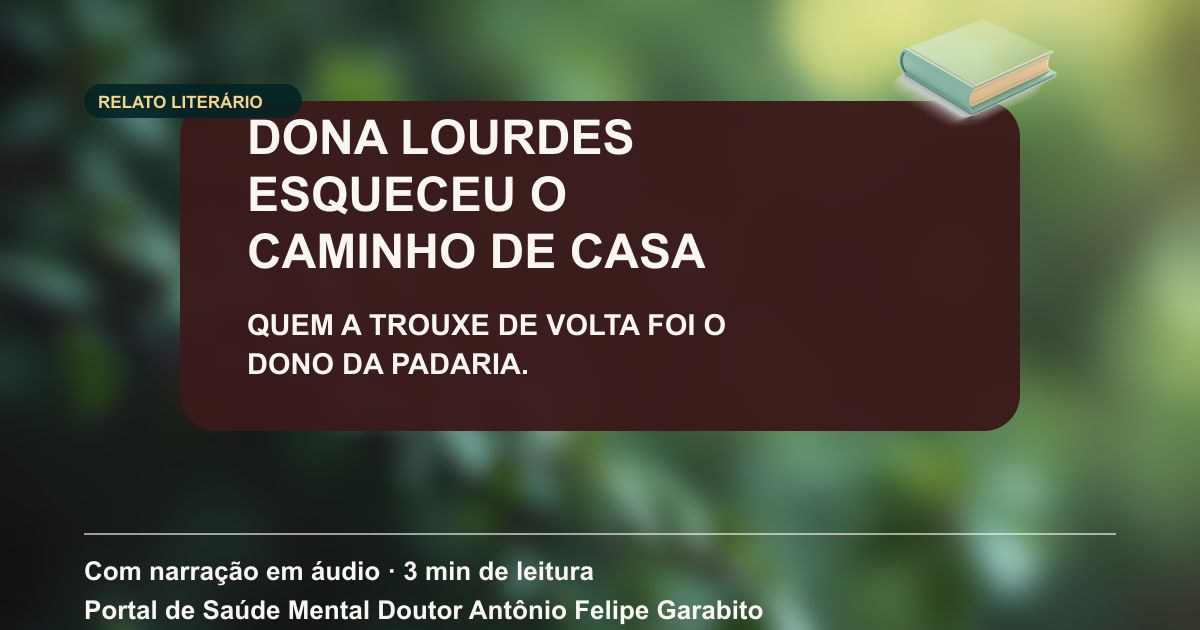 RELATO LITERÁRIO
DONA LOURDES
ESQUECEU O
CAMINHO DE CASA
QUEM A TROUXE DE VOLTA FOI O
DONO DA PADARIA.
Com narração em áudio · 3 min de leitura
Portal de Saúde Mental Doutor Antônio Felipe Garabito